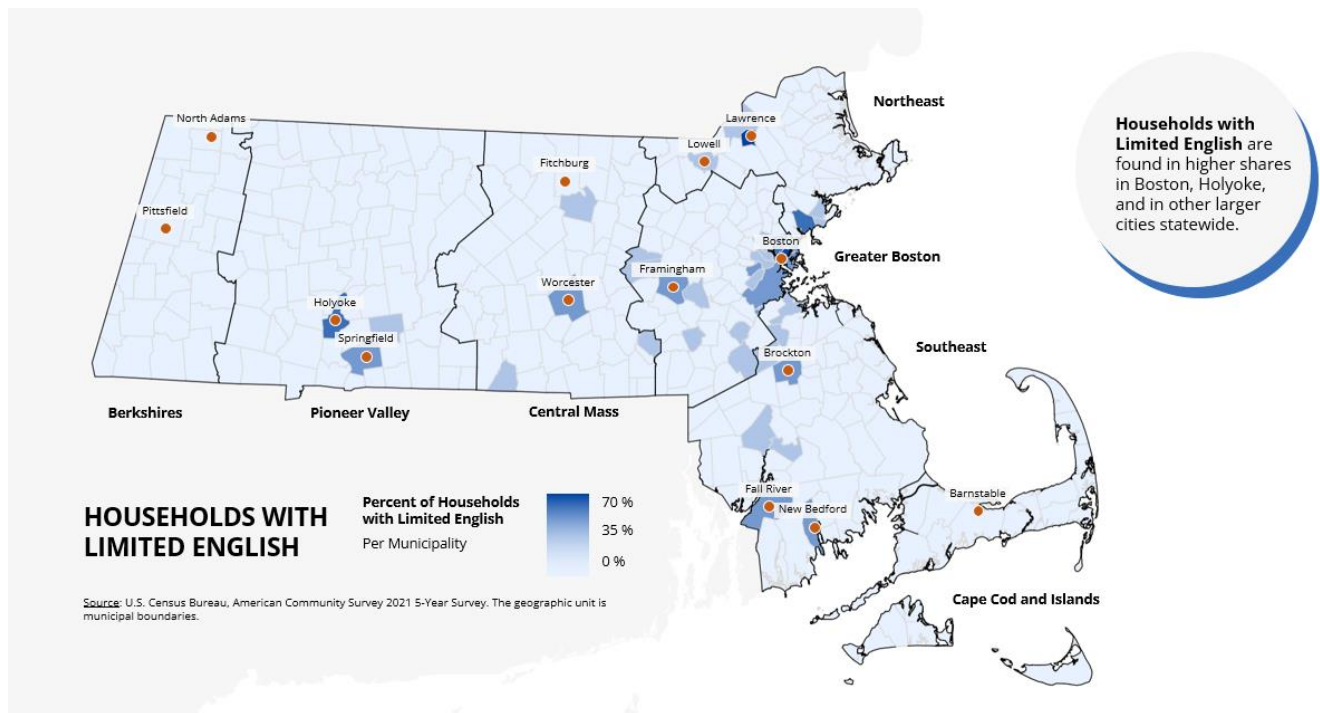 Northeast
Households with
Limited English are
found in higher shares
in Boston, Holyoke,
and in other larger
cities statewide.
North Adams
Lawrence
Lowell
Fitchburg
Pittsfield
Boston
Greater Boston
Framingham
Worcester
Holyoke
Springfield
Southeast
Brockton
Berkshires
Pioneer Valley
Central Mass
Fall River
New Bedford
Barnstable
Cape Cod and Islands
HOUSEHOLDS WITH
LIMITED ENGLISH
Percent of Households
with Limited English
Per Municipality
70 %
35 %
0 %
Source: U.S. Census Bureau, American Community Survey 2021 5-Year Survey. The geographic unit is
municipal boundaries.